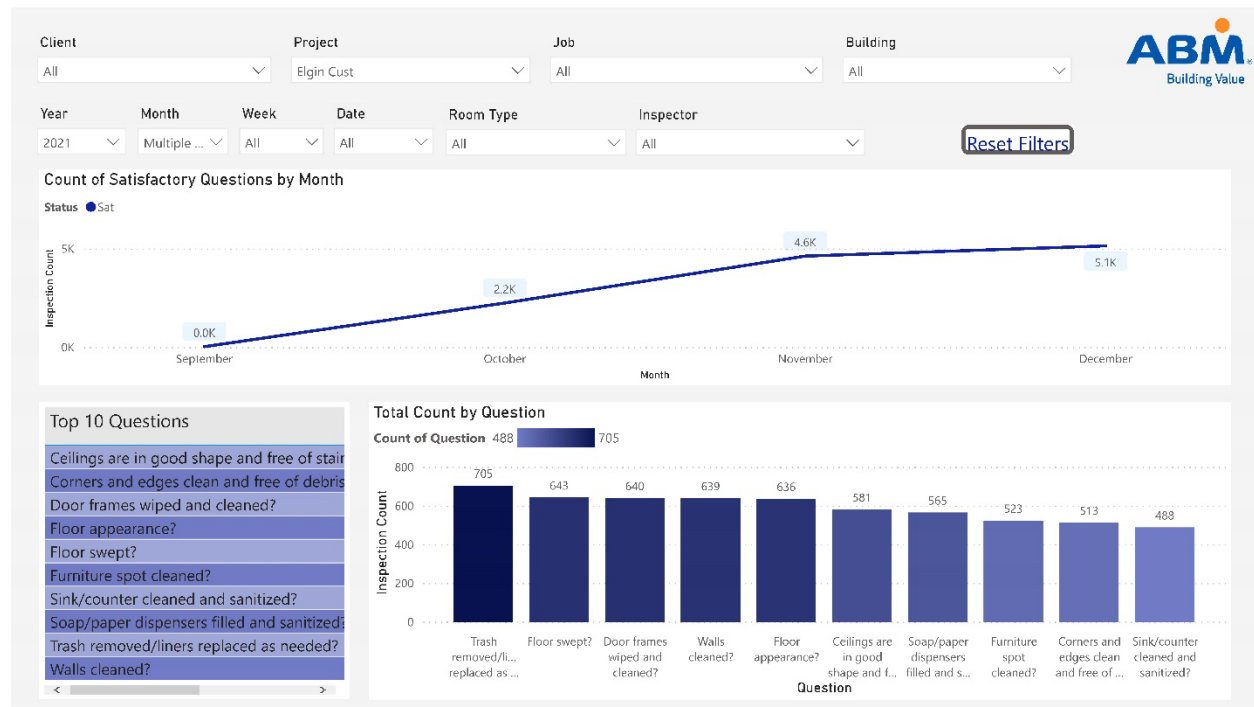 Client
Project
Job
Building
ABM
Building Value
All
Elgin Cust
All
All
Year
Month
Week
Date
Room Type
Inspector
2021
Multiple ...
All
All
All
All
Reset Filters
Count of Satisfactory Questions by Month
Status Sat
Inspection Count
5K
0K
0.0K
2.2K
4.6K
5.1K
September
October
November
December
Month
Top 10 Questions
Ceilings are in good shape and free of stair
Corners and edges clean and free of debris
Door frames wiped and cleaned?
Floor appearance?
Floor swept?
Furniture spot cleaned?
Sink/counter cleaned and sanitized?
Soap/paper dispensers filled and sanitized?
Trash removed/liners replaced as needed?
Walls cleaned?
Total Count by Question
Count of Question 488 705
Inspection Count
800
600
400
200
0
705
643
640
639
636
581
565
523
513
488
Trash
removed/li...
replaced as ...
Floor swept?
Door frames
wiped and
cleaned?
Walls
cleaned?
Floor
appearance?
Ceilings are
in good
shape and f...
Soap/paper
dispensers
filled and s...
Furniture
spot
cleaned?
Corners and
edges clean
and free of ...
Sink/counter
cleaned and
sanitized?
Question